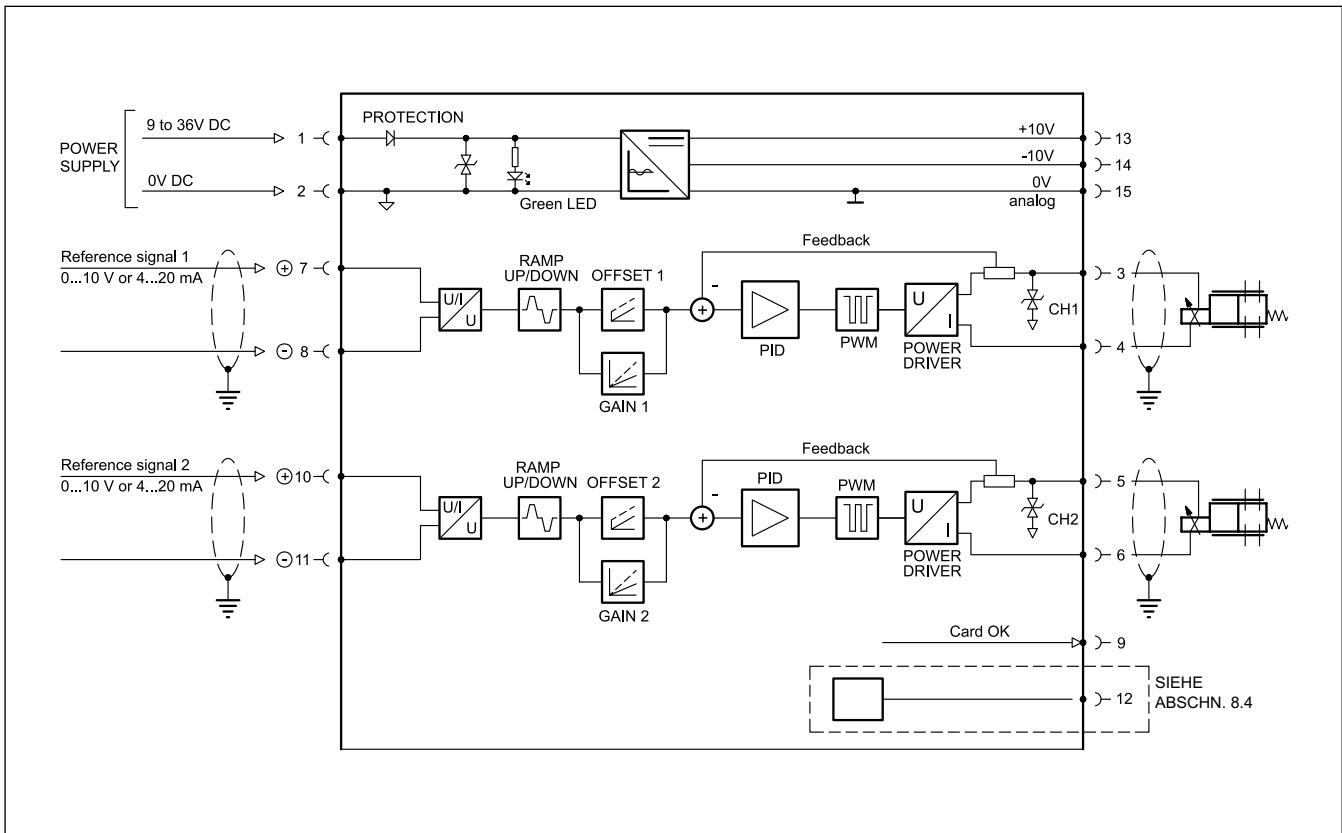 POWER
SUPPLY
9 to 36V DC
1
0V DC
2
PROTECTION
Green LED
+10V
13
-10V
14
0V
analog
15
Reference signal 1
0...10 V or 4...20 mA
+ 7
- 8
U/I
U
RAMP
UP/DOWN
OFFSET 1
GAIN 1
Feedback
-
+
PID
PWM
U
I
POWER
DRIVER
CH1
3
4
Reference signal 2
0...10 V or 4...20 mA
+ 10
- 11
U/I
U
RAMP
UP/DOWN
OFFSET 2
GAIN 2
Feedback
-
+
PID
PWM
U
I
POWER
DRIVER
CH2
5
6
Card OK
9
12
SIEHE
ABSCHN. 8.4